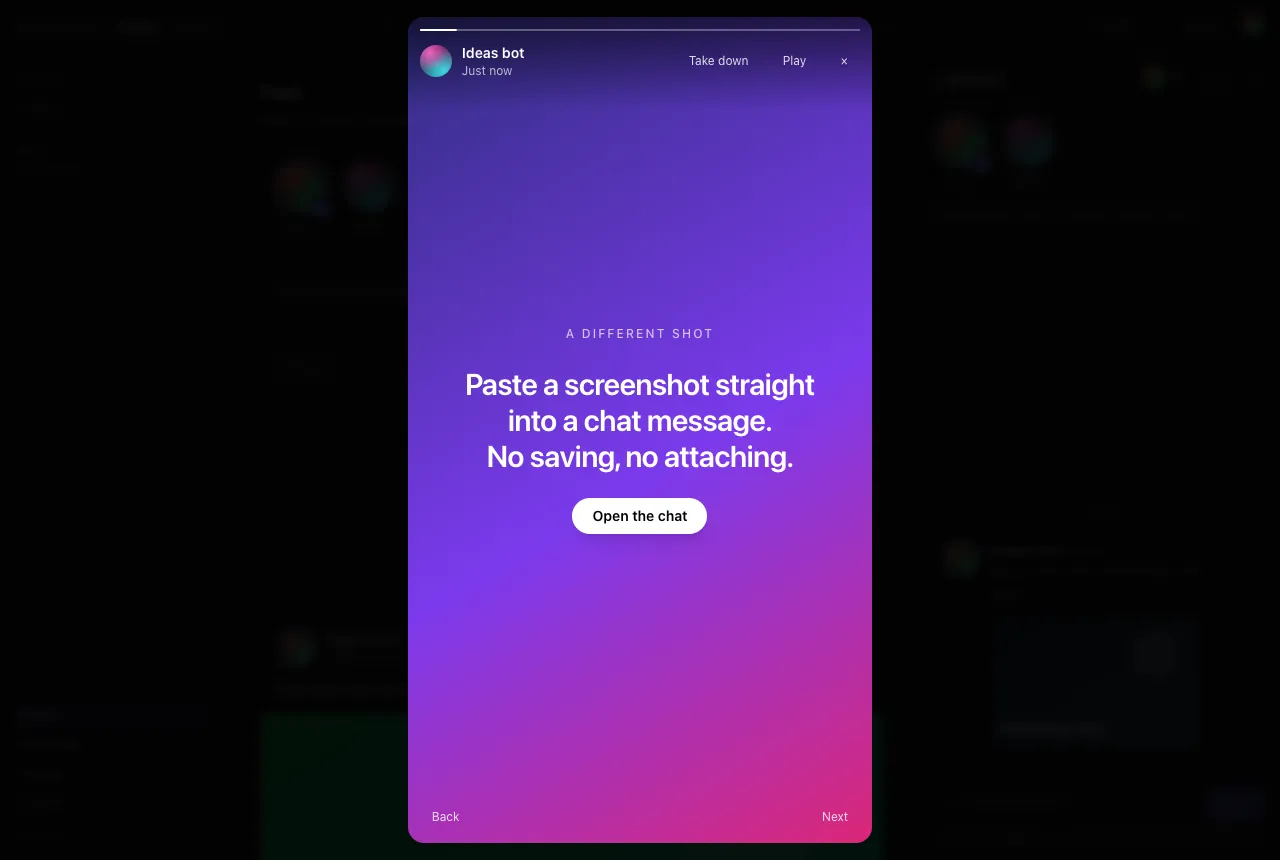 Ideas bot
Just now
Take down
Play
×
A DIFFERENT SHOT
Paste a screenshot straight
into a chat message.
No saving, no attaching.
Open the chat
Back
Next